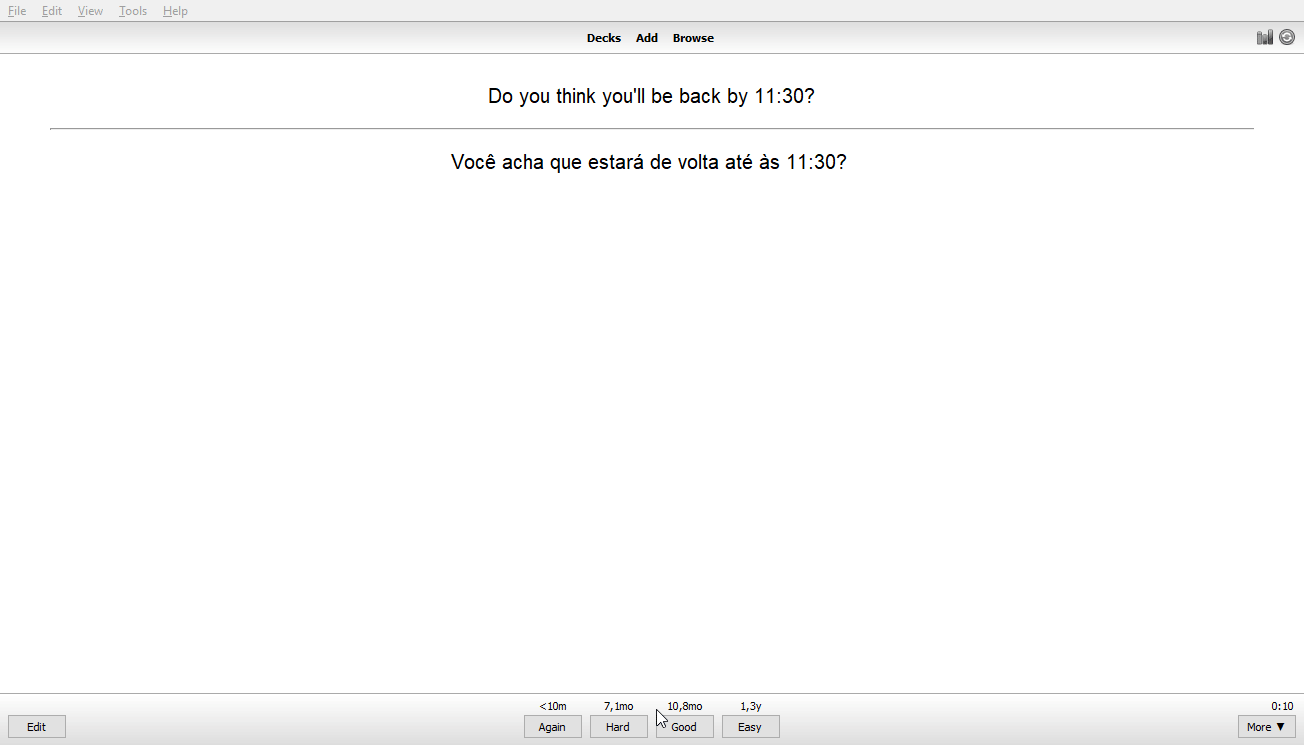 File Edit View Tools Help
Decks Add Browse
Do you think you'll be back by 11:30?
Você acha que estará de volta até às 11:30?
<10m 7,1mo 10,8mo 1,3y 0:10
Edit Again Hard Good Easy More ▼